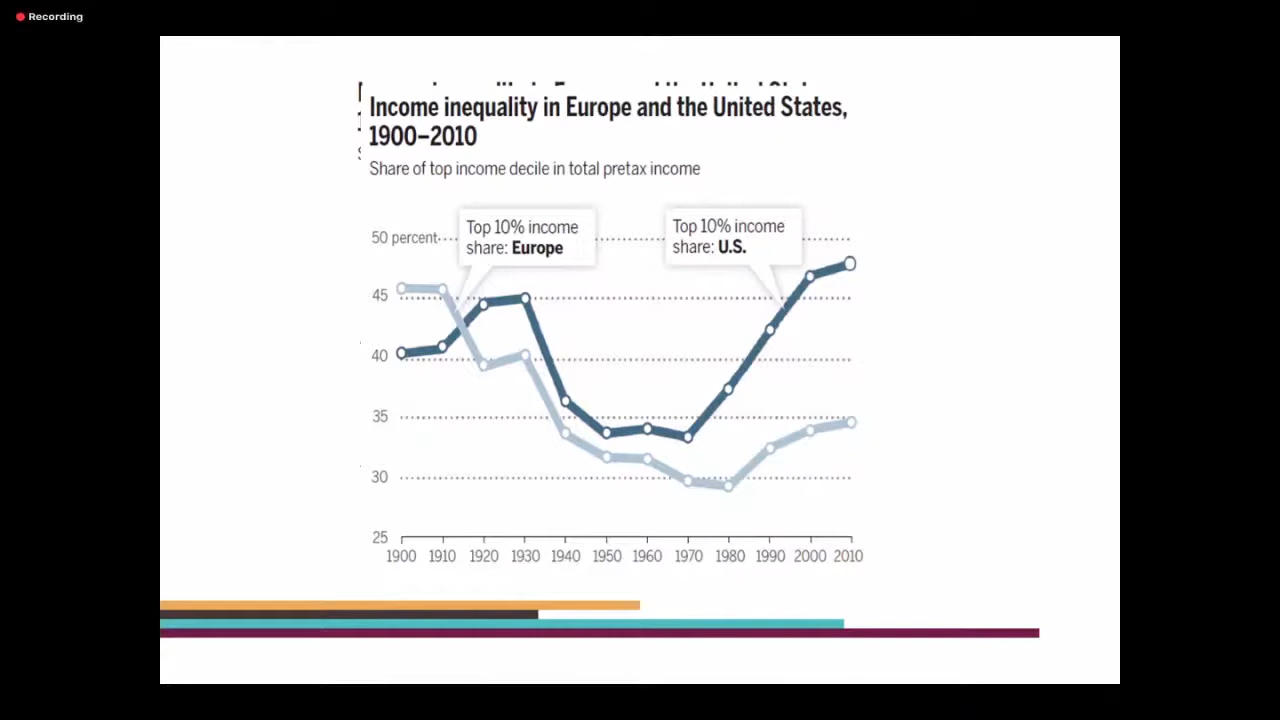 Recording
Income inequality in Europe and the United States,
1900–2010
Share of top income decile in total pretax income
Top 10% income
share: Europe
Top 10% income
share: U.S.
50 percent
45
40
35
30
25
1900 1910 1920 1930 1940 1950 1960 1970 1980 1990 2000 2010